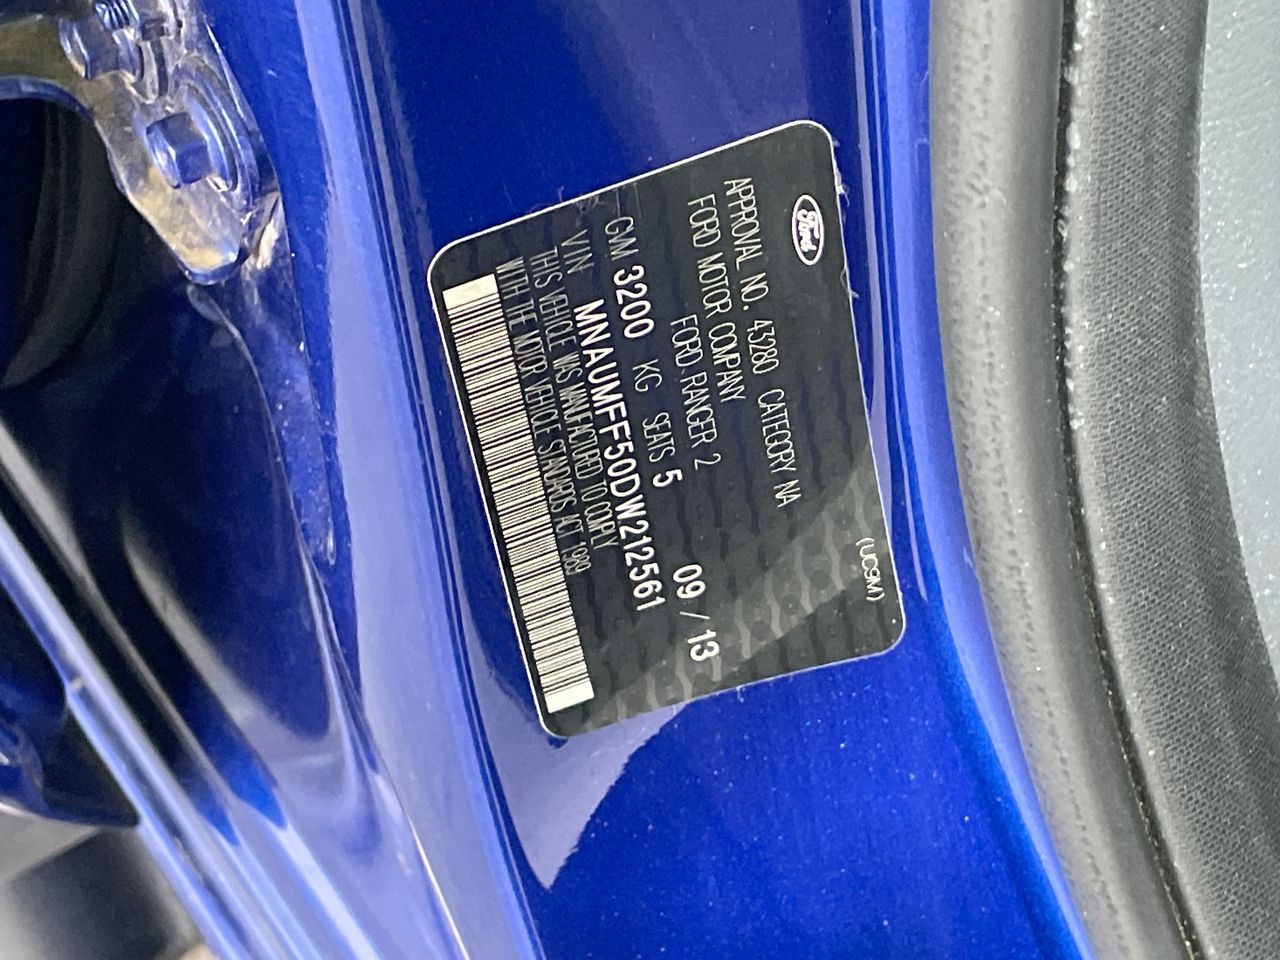 Ford
(UC9M)
APPROVAL NO. 43280 CATEGORY NA
FORD MOTOR COMPANY
FORD RANGER 2
09 / 13
GVM 3200 KG SEATS 5
VIN MNAUMFF50DW212561
THIS VEHICLE WAS MANUFACTURED TO COMPLY
WITH THE MOTOR VEHICLE STANDARDS ACT 1989